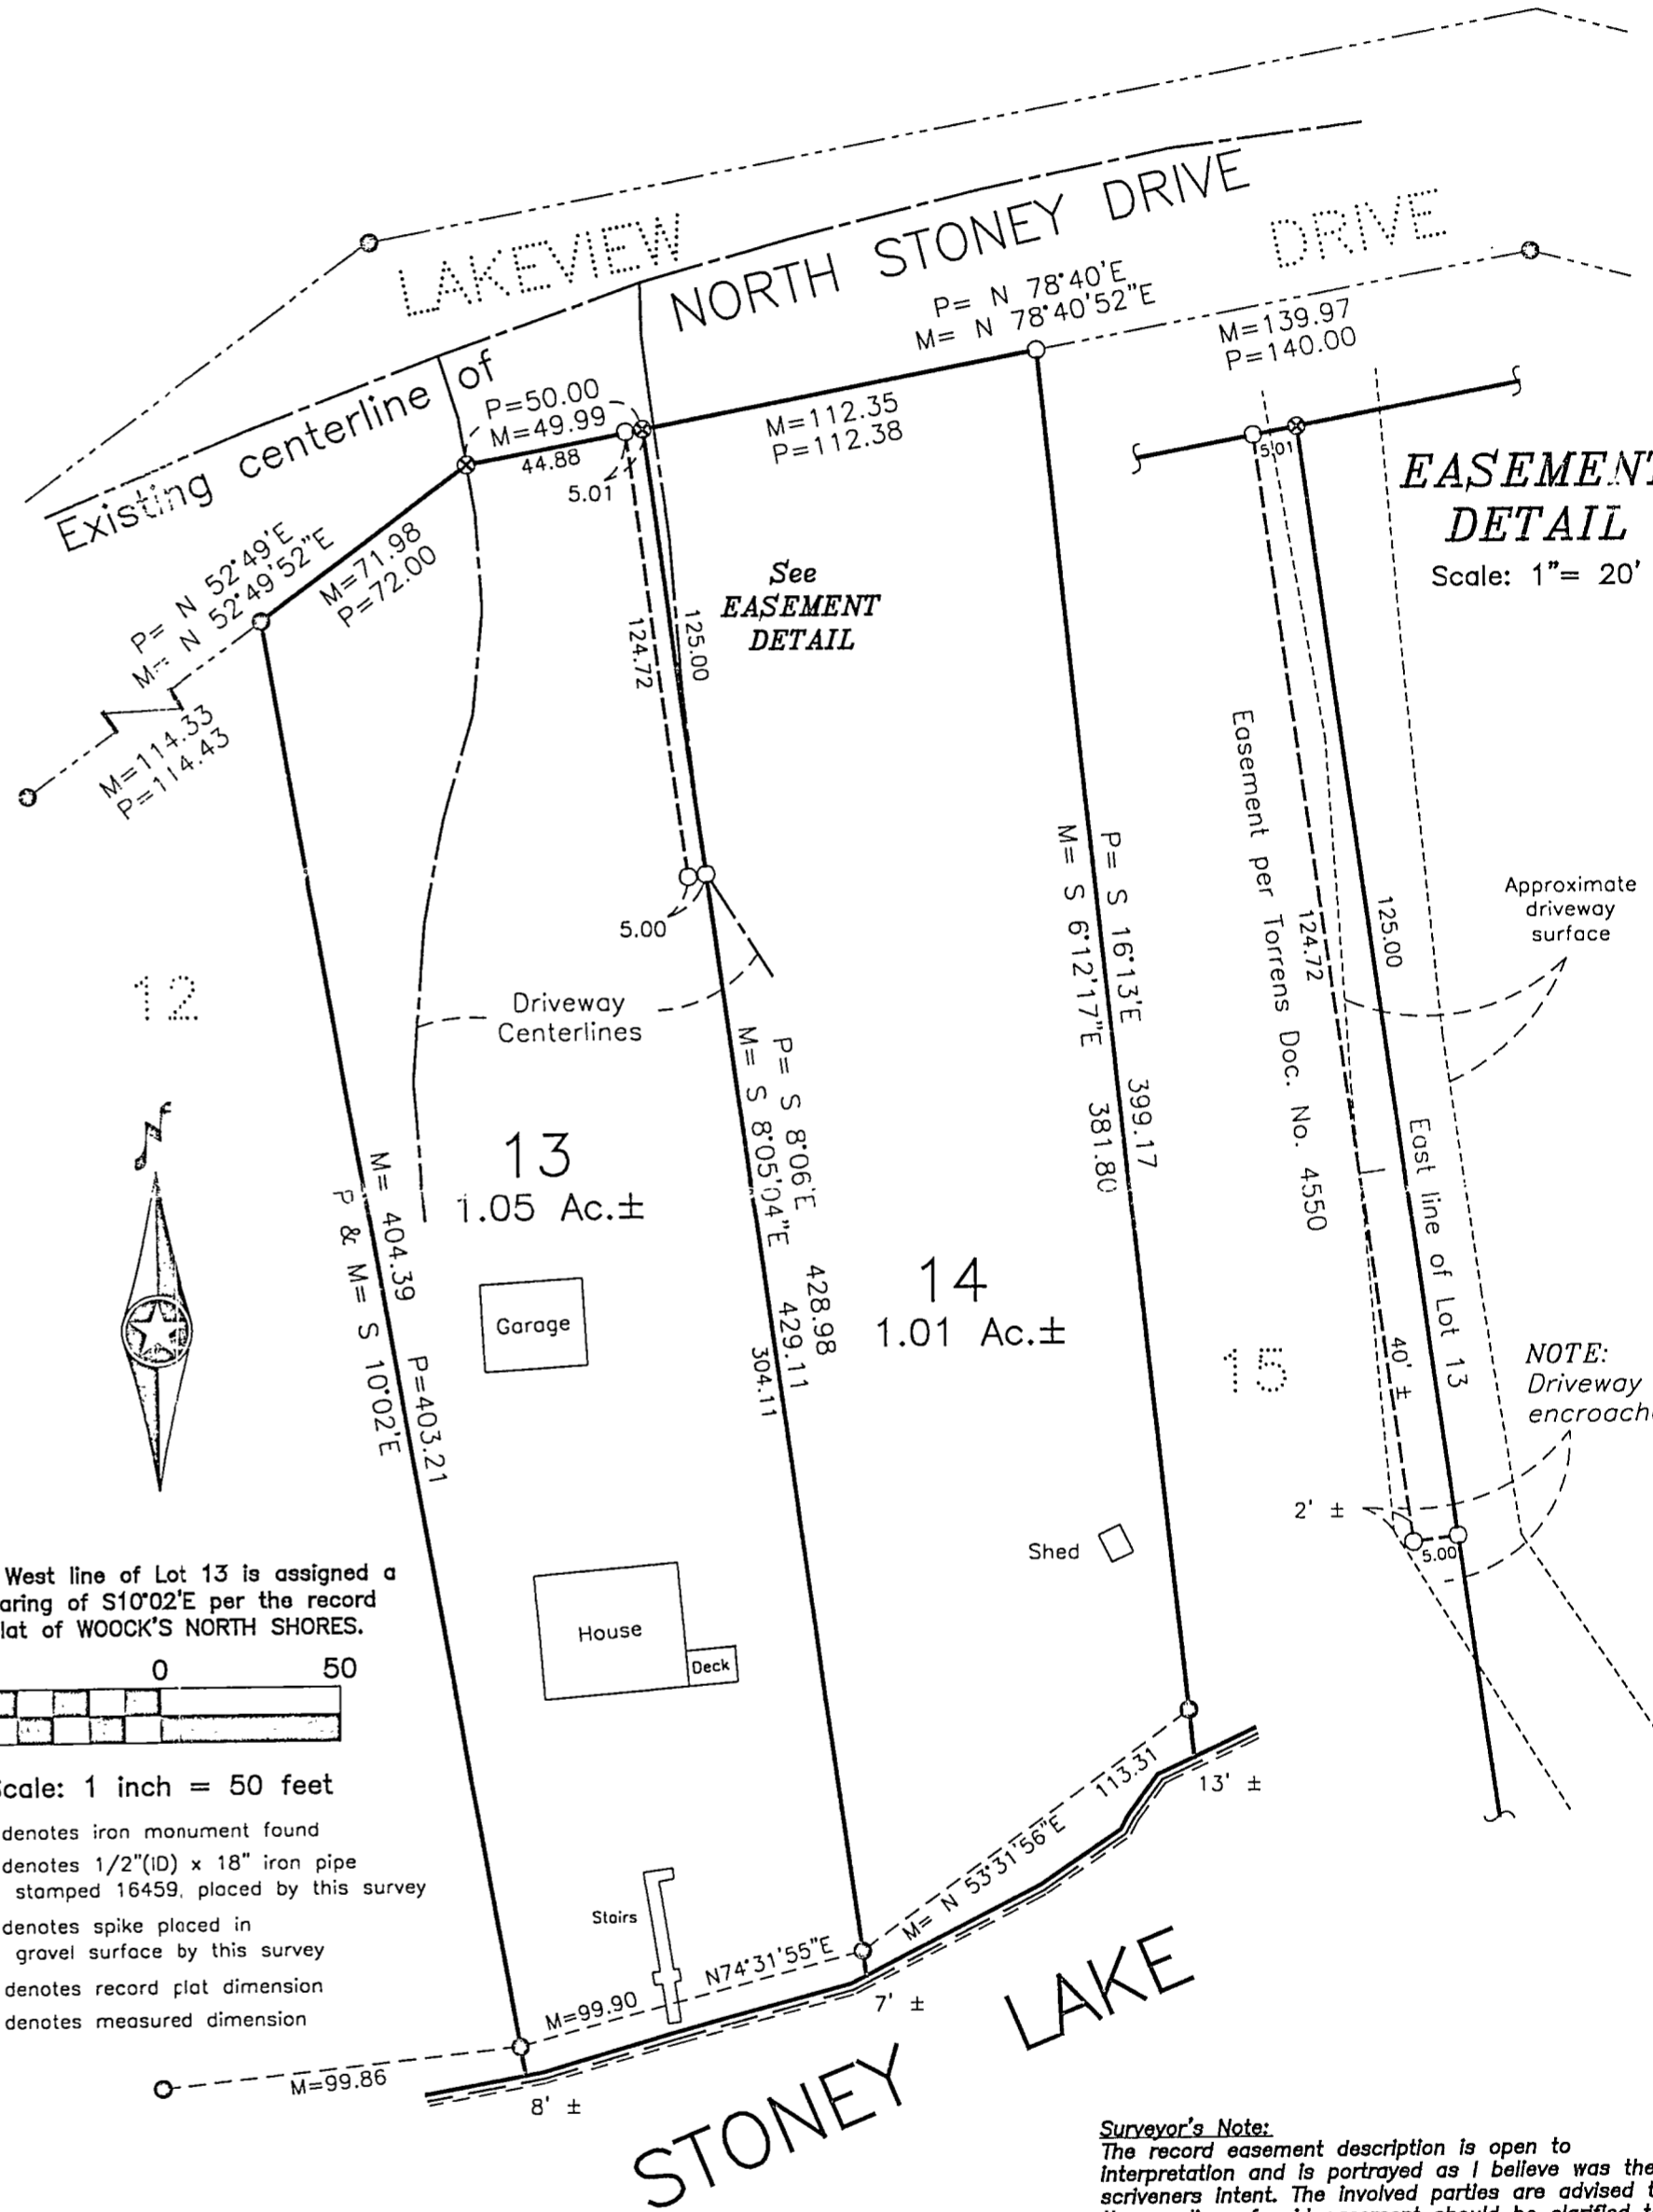 LAKEVIEW
DRIVE
Existing centerline of
NORTH STONEY DRIVE
P= N 78°40'E
M= N 78°40'52"E
M=139.97
P=140.00
P=50.00
M=49.99
44.88
5.01
M=112.35
P=112.38
P= N 52°49'E
M= N 52°49'52"E
M=71.98
P=72.00
M=114.33
P=114.43
See
EASEMENT
DETAIL
124.72
125.00
5.00
Driveway
Centerlines
12
13
1.05 Ac.±
14
1.01 Ac.±
15
M= 404.39 P=403.21
P & M= S 10°02'E
P= S 8°06'E 428.98
M= S 8°05'04"E 429.11
304.11
P= S 16°13'E 399.17
M= S 6°12'17"E 381.80
Garage
House
Deck
Shed
Stairs
EASEMENT
DETAIL
Scale: 1"= 20'
5.01
Easement per Torrens Doc. No. 4550
124.72
125.00
East line of Lot 13
Approximate
driveway
surface
40' ±
NOTE:
Driveway
2' ±
5.00
West line of Lot 13 is assigned a
of S10°02'E per the record
of WOOCK'S NORTH SHORES.
0 50
1 inch = 50 feet
denotes iron monument found
denotes 1/2"(ID) x 18" iron pipe
stamped 16459, placed by this survey
denotes spike placed in
gravel surface by this survey
denotes record plat dimension
denotes measured dimension
M=99.86
M=99.90
N74°31'55"E
M= N 53°31'56"E
113.31
8' ±
7' ±
13' ±
STONEY LAKE
Surveyor's Note:
The record easement description is open to
interpretation and is portrayed as I believe was the
scriveners intent. The involved parties are advised